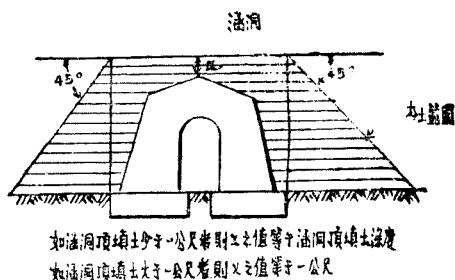 涵洞
45°
x
45°
夯土範圍
如涵洞頂填土少于一公尺者則x之值等于涵洞頂填土深度
如涵洞頂填土大于一公尺者則x之值等于一公尺